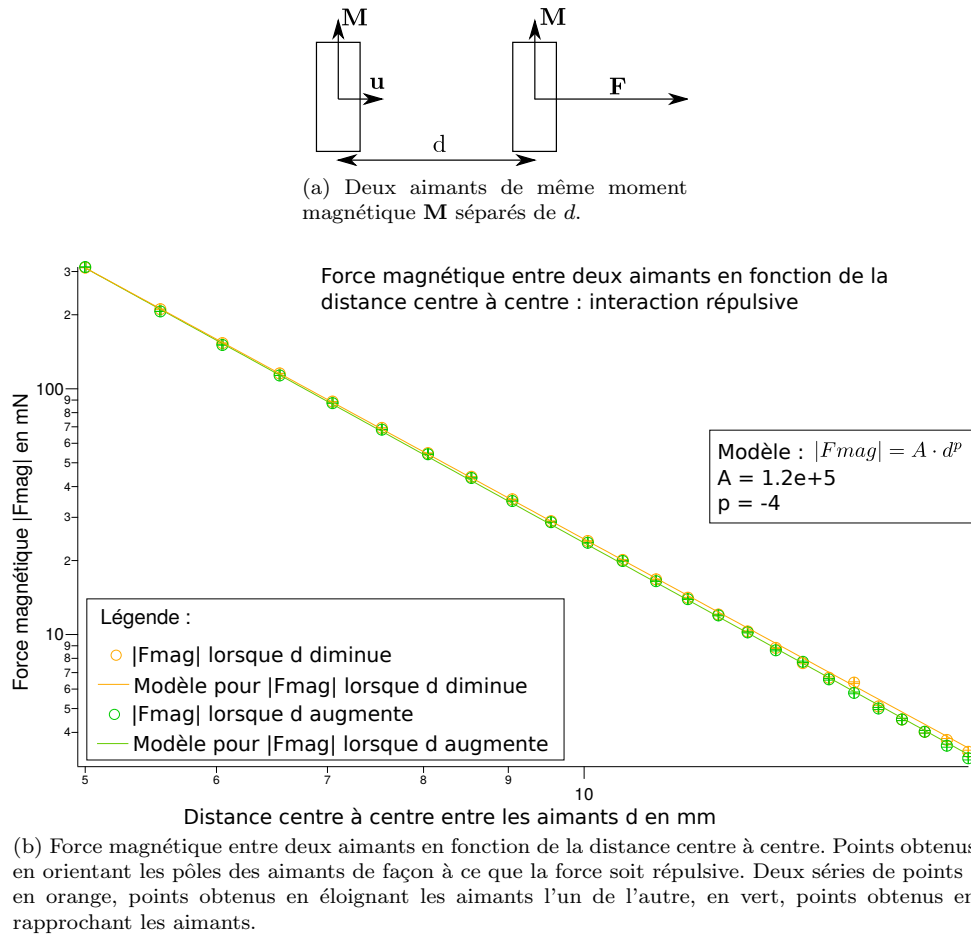 M
M
u
F
d
(a) Deux aimants de même moment
magnétique M séparés de d.
Force magnétique entre deux aimants en fonction de la
distance centre à centre : interaction répulsive
Force magnétique |Fmag| en mN
3
2
100
9
8
7
6
5
4
3
2
10
9
8
7
6
5
4
Modèle : |Fmag| = A · d^p
A = 1.2e+5
p = -4
Légende :
|Fmag| lorsque d diminue
Modèle pour |Fmag| lorsque d diminue
|Fmag| lorsque d augmente
Modèle pour |Fmag| lorsque d augmente
5 6 7 8 9 10
Distance centre à centre entre les aimants d en mm
(b) Force magnétique entre deux aimants en fonction de la distance centre à centre. Points obtenus
en orientant les pôles des aimants de façon à ce que la force soit répulsive. Deux séries de points
en orange, points obtenus en éloignant les aimants l'un de l'autre, en vert, points obtenus en
rapprochant les aimants.